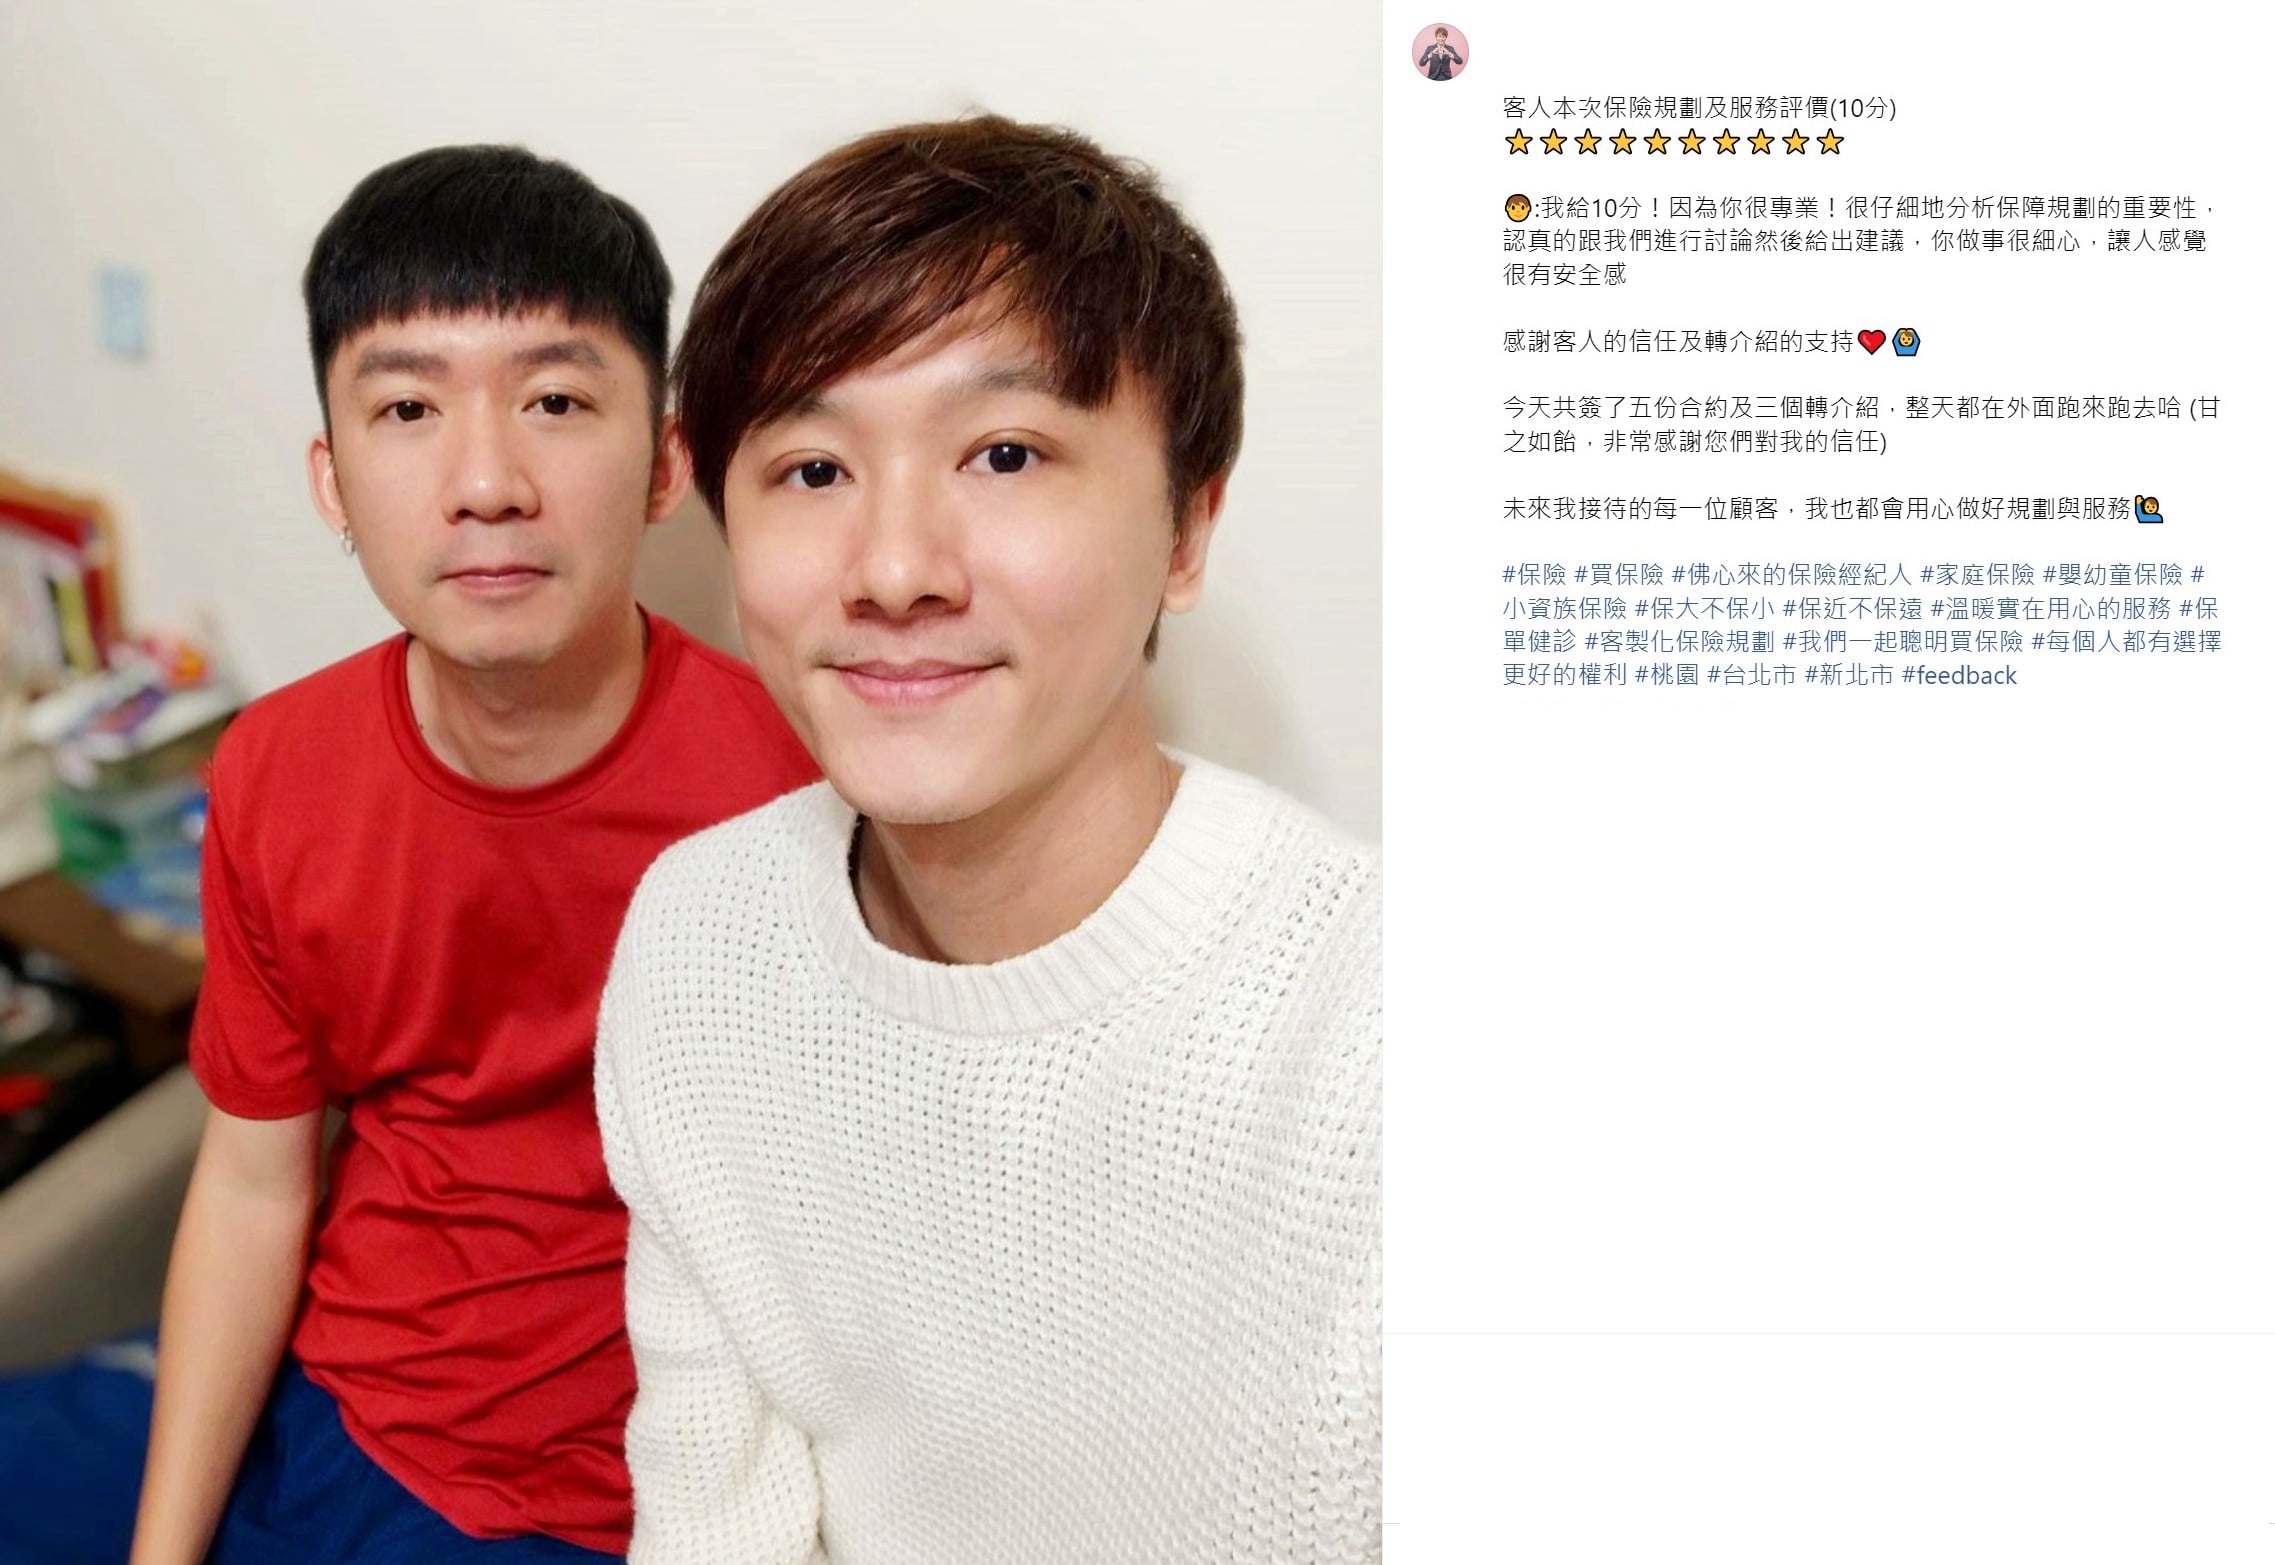 客人本次保險規劃及服務評價(10分)
⭐⭐⭐⭐⭐⭐⭐⭐⭐⭐
👦:我給10分！因為你很專業！很仔細地分析保障規劃的重要性，
認真的跟我們進行討論然後給出建議，你做事很細心，讓人感覺
很有安全感
感謝客人的信任及轉介紹的支持❤️🙆‍♂️
今天共簽了五份合約及三個轉介紹，整天都在外面跑來跑去哈 (甘
之如飴，非常感謝您們對我的信任)
未來我接待的每一位顧客，我也都會用心做好規劃與服務🙋‍♂️
#保險 #買保險 #佛心來的保險經紀人 #家庭保險 #嬰幼童保險 #
小資族保險 #保大不保小 #保近不保遠 #溫暖實在用心的服務 #保
單健診 #客製化保險規劃 #我們一起聰明買保險 #每個人都有選擇
更好的權利 #桃園 #台北市 #新北市 #feedback